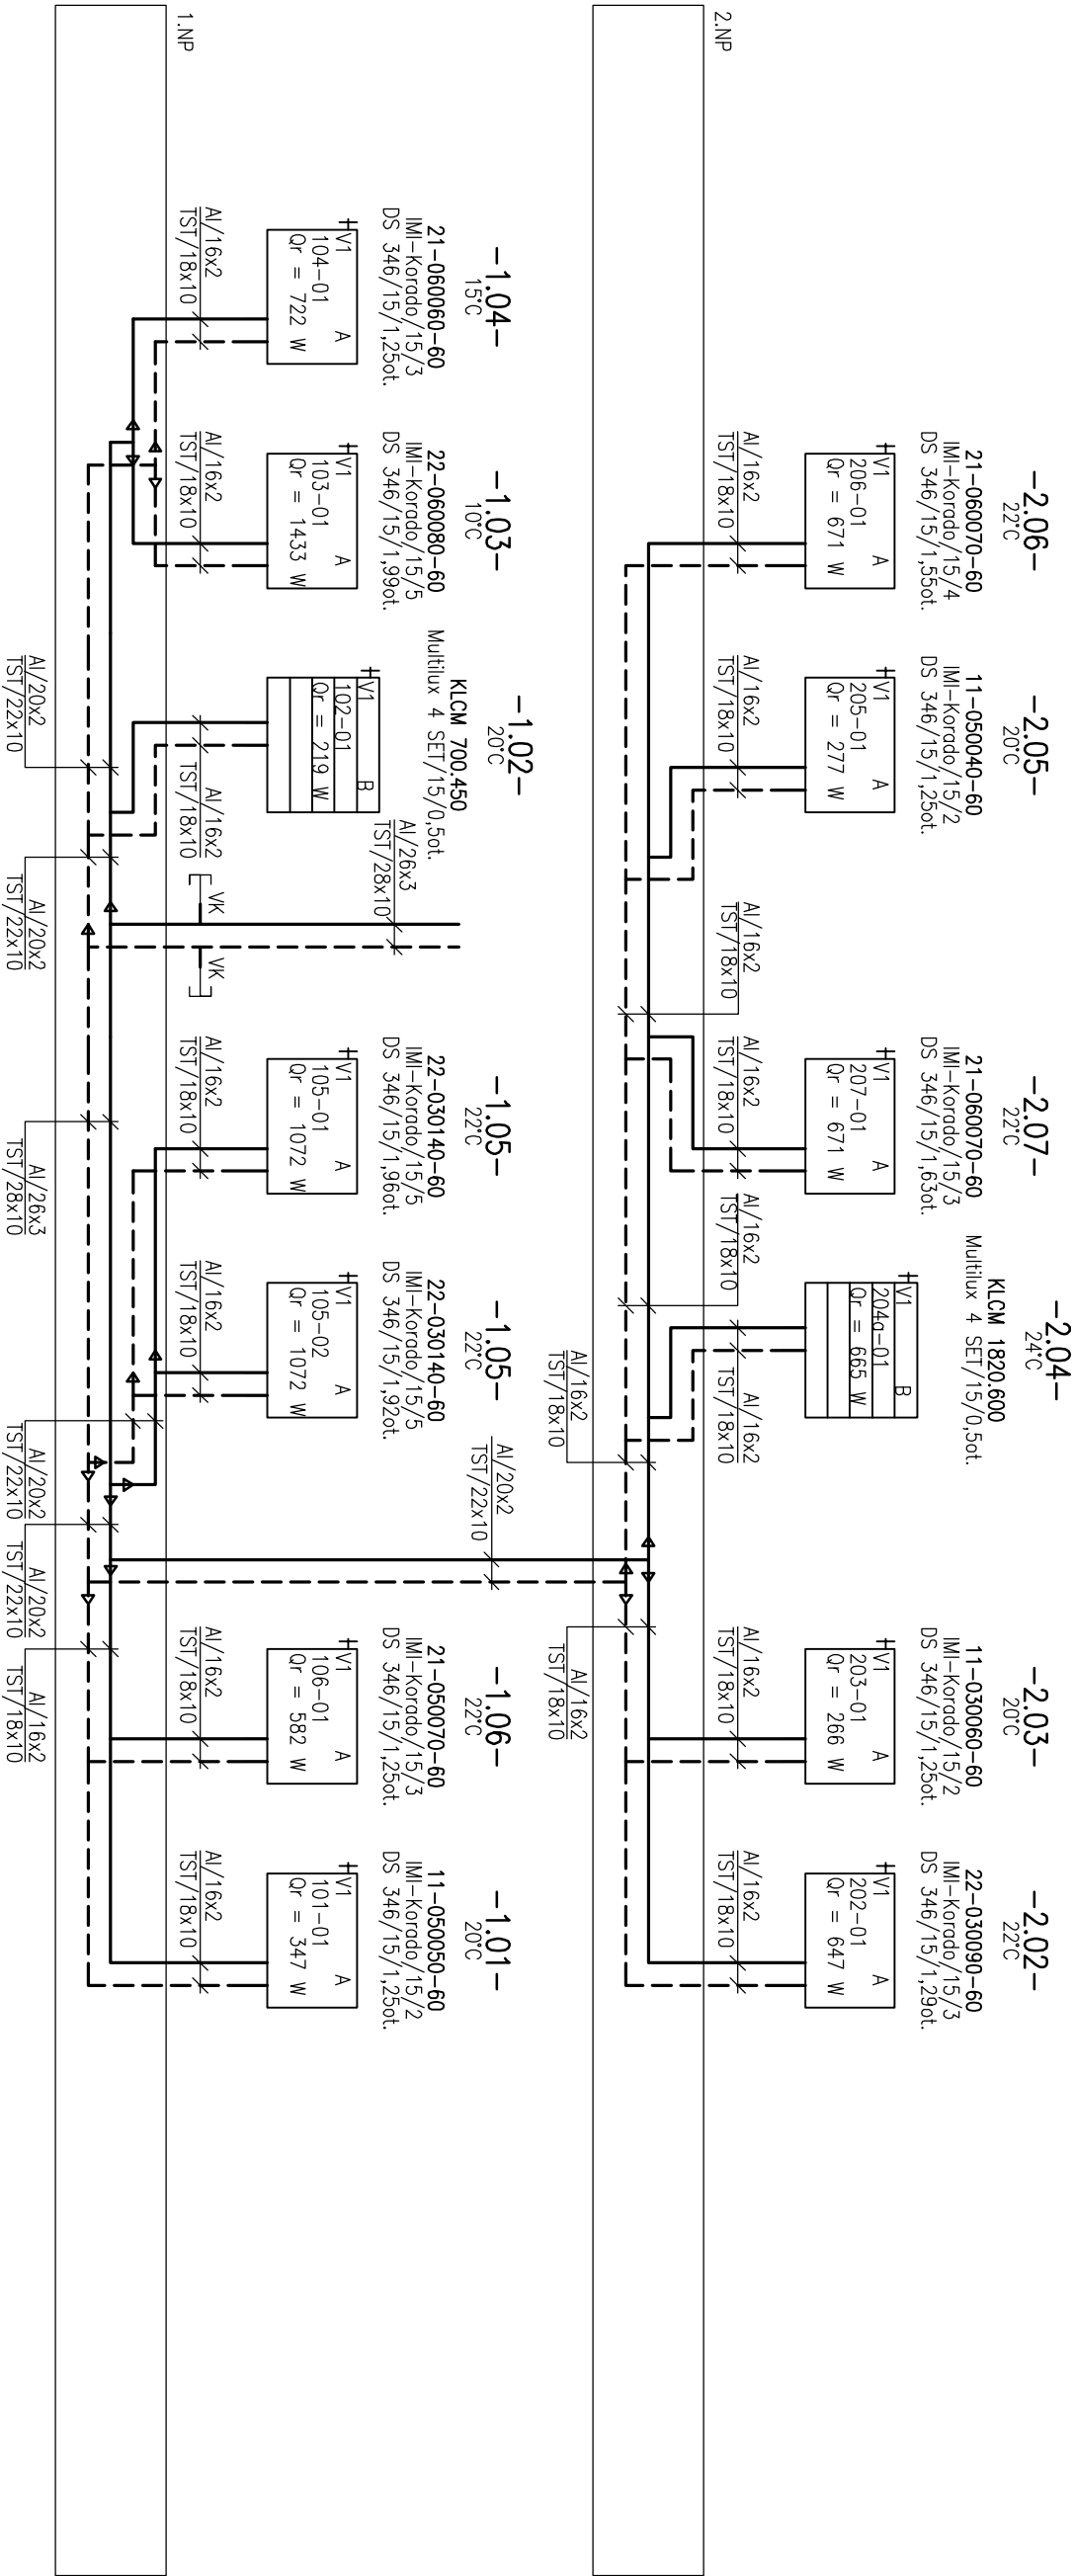 -2.06-
22°C
21-060070-60
IMI-Korado/15/4
DS 346/15/1,55ot.
V1
A
206-01
Qr = 671 W
Al/16x2
TST/18x10
-2.05-
20°C
11-050040-60
IMI-Korado/15/2
DS 346/15/1,25ot.
V1
A
205-01
Qr = 277 W
Al/16x2
TST/18x10
Al/16x2
TST/18x10
-2.07-
22°C
21-060070-60
IMI-Korado/15/3
DS 346/15/1,63ot.
V1
A
207-01
Qr = 671 W
Al/16x2
TST/18x10
Al/16x2
TST/18x10
-2.04-
24°C
KLCM 1820.600
Multilux 4 SET/15/0,5ot.
V1
B
204a-01
Qr = 665 W
Al/16x2
TST/18x10
Al/16x2
TST/18x10
-2.03-
20°C
11-030060-60
IMI-Korado/15/2
DS 346/15/1,25ot.
V1
A
203-01
Qr = 266 W
Al/16x2
TST/18x10
-2.02-
22°C
22-030090-60
IMI-Korado/15/3
DS 346/15/1,29ot.
V1
A
202-01
Qr = 647 W
Al/16x2
TST/18x10
2.NP
Al/16x2
TST/18x10
Al/20x2
TST/22x10
-1.04-
15°C
21-060060-60
IMI-Korado/15/3
DS 346/15/1,25ot.
V1
A
104-01
Qr = 722 W
Al/16x2
TST/18x10
-1.03-
10°C
22-060080-60
IMI-Korado/15/5
DS 346/15/1,99ot.
V1
A
103-01
Qr = 1433 W
Al/16x2
TST/18x10
-1.02-
20°C
KLCM 700.450
Multilux 4 SET/15/0,5ot.
V1
B
102-01
Qr = 219 W
Al/16x2
TST/18x10
Al/26x3
TST/28x10
VK
VK
-1.05-
22°C
22-030140-60
IMI-Korado/15/5
DS 346/15/1,96ot.
V1
A
105-01
Qr = 1072 W
Al/16x2
TST/18x10
-1.05-
22°C
22-030140-60
IMI-Korado/15/5
DS 346/15/1,92ot.
V1
A
105-02
Qr = 1072 W
Al/16x2
TST/18x10
-1.06-
22°C
21-050070-60
IMI-Korado/15/3
DS 346/15/1,25ot.
V1
A
106-01
Qr = 582 W
Al/16x2
TST/18x10
-1.01-
20°C
11-050050-60
IMI-Korado/15/2
DS 346/15/1,25ot.
V1
A
101-01
Qr = 347 W
Al/16x2
TST/18x10
1.NP
Al/20x2
TST/22x10
Al/20x2
TST/22x10
Al/26x3
TST/28x10
Al/20x2
TST/22x10
Al/20x2
TST/22x10
Al/16x2
TST/18x10